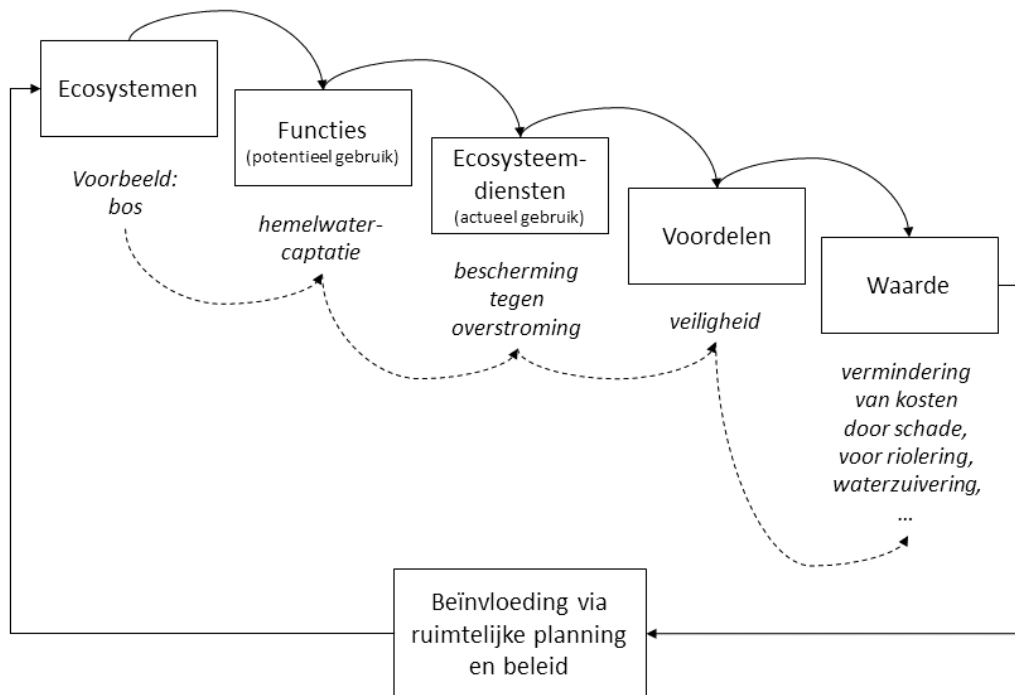 Ecosystemen
Functies
(potentieel gebruik)
Ecosysteem-
diensten
(actueel gebruik)
Voordelen
Waarde
Voorbeeld:
bos
hemelwater-
captatie
bescherming
tegen
overstroming
veiligheid
vermindering
van kosten
door schade,
voor riolering,
waterzuivering,
...
Beïnvloeding via
ruimtelijke planning
en beleid